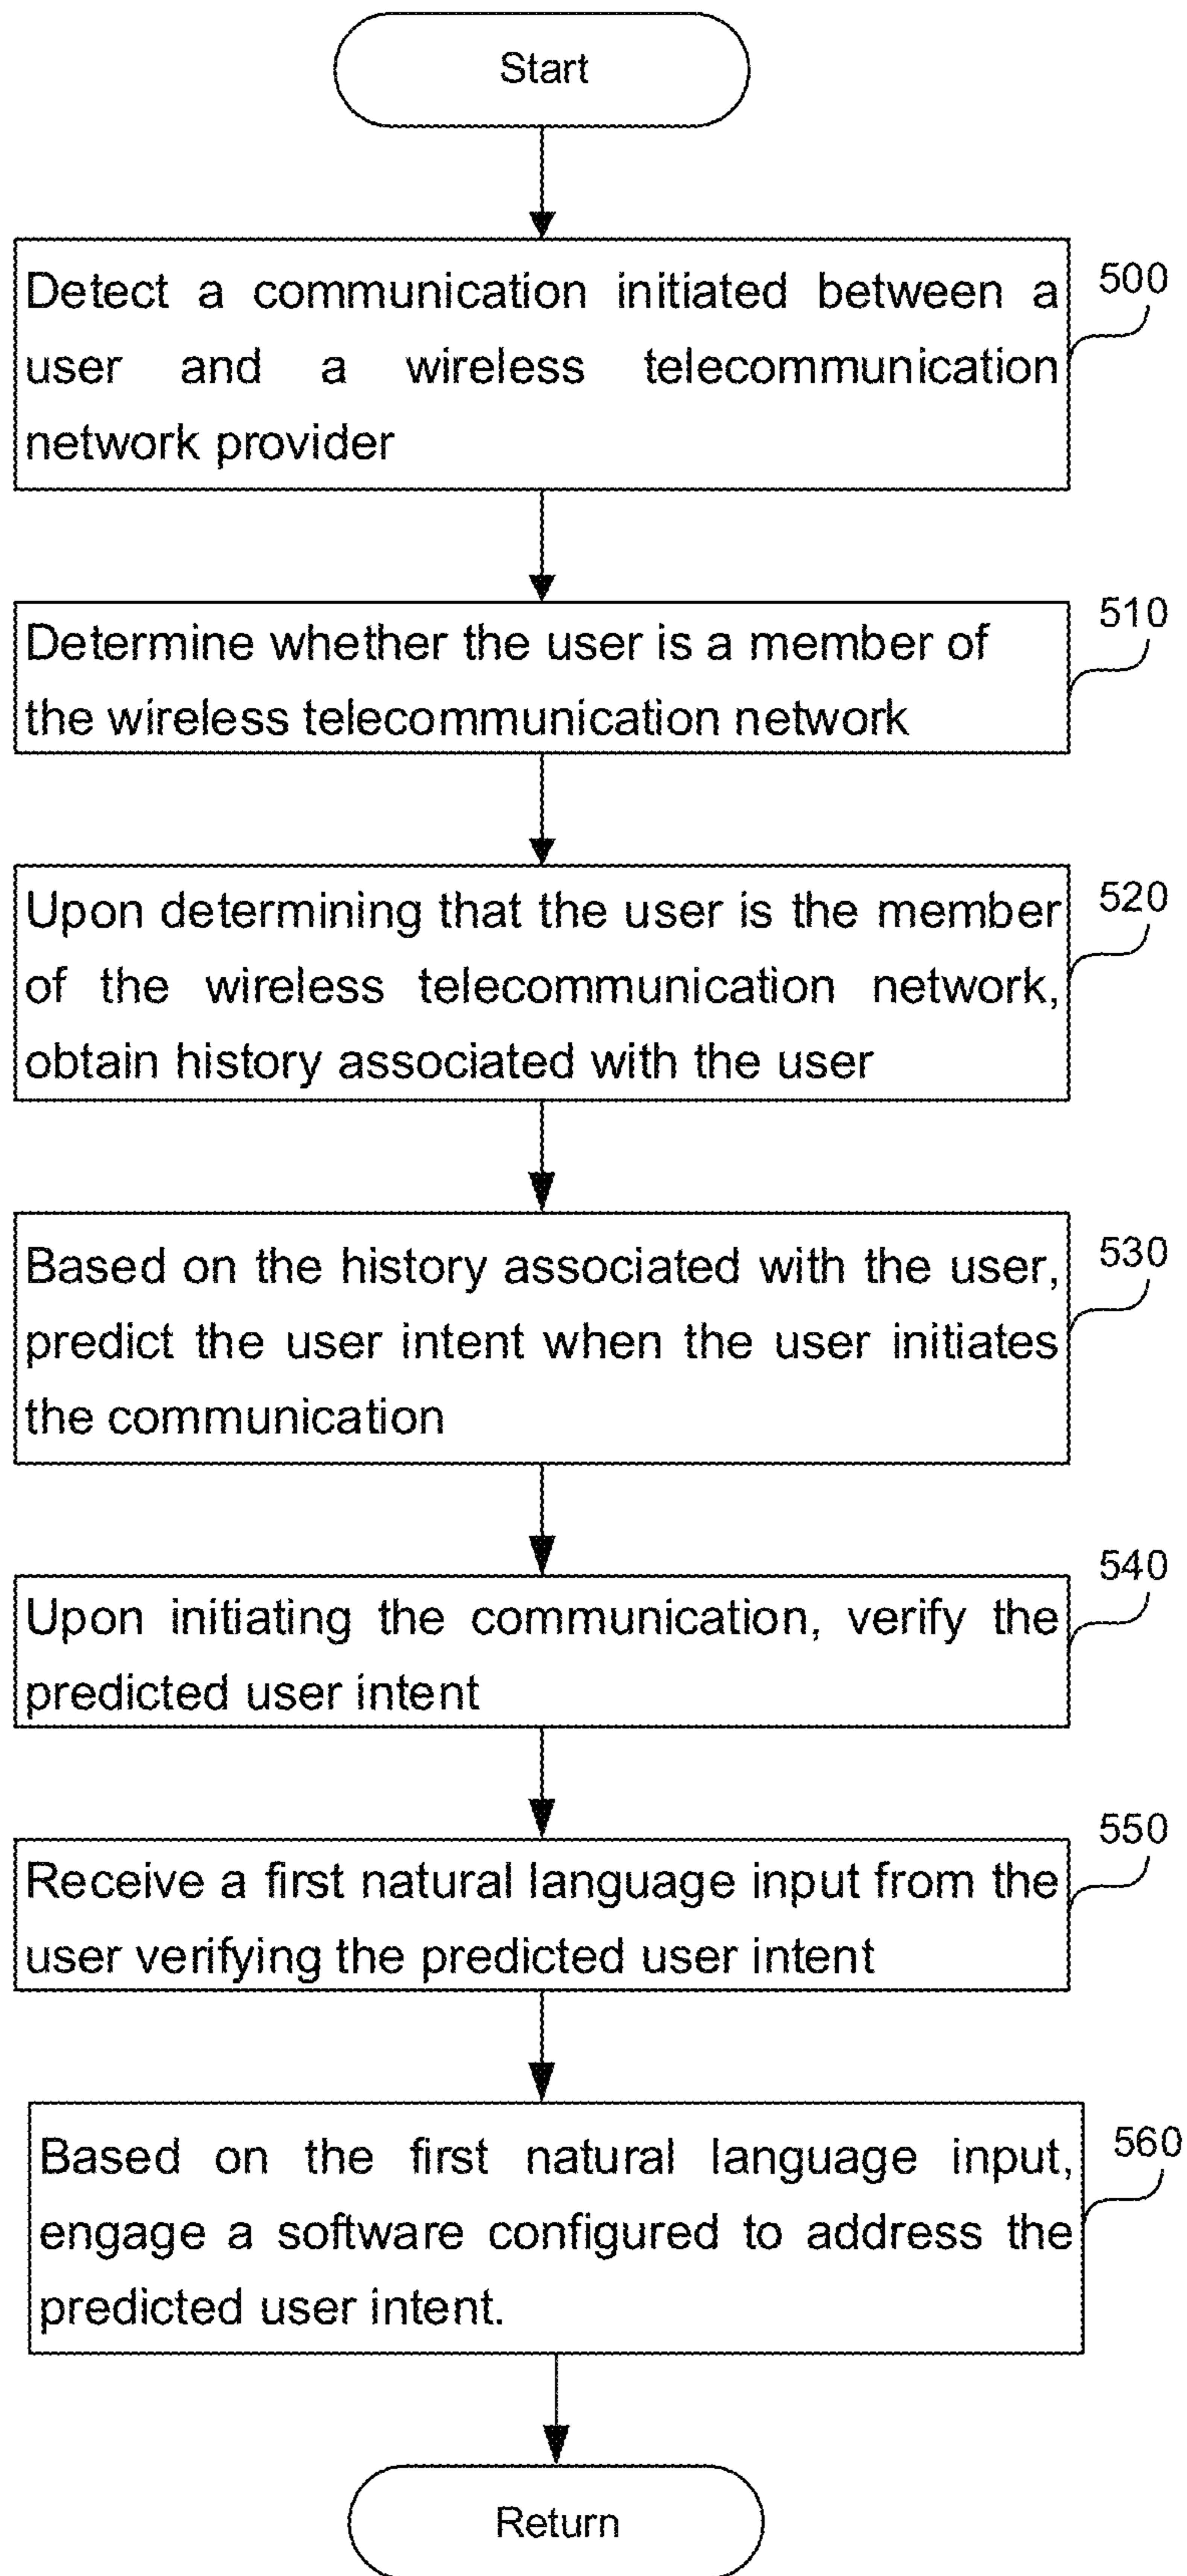 Start
Detect a communication initiated between a
user and a wireless telecommunication
network provider
500
Determine whether the user is a member of
the wireless telecommunication network
510
Upon determining that the user is the member
of the wireless telecommunication network,
obtain history associated with the user
520
Based on the history associated with the user,
predict the user intent when the user initiates
the communication
530
Upon initiating the communication, verify the
predicted user intent
540
Receive a first natural language input from the
user verifying the predicted user intent
550
Based on the first natural language input,
engage a software configured to address the
predicted user intent.
560
Return